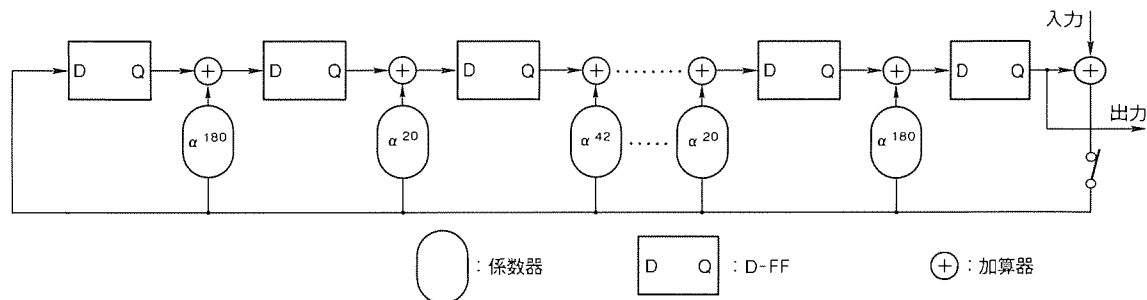 入力
D Q + D Q + D Q + ........ + D Q + D Q +
出力
α¹⁸⁰ α²⁰ α⁴² ..... α²⁰ α¹⁸⁰
:係数器 D Q :D-FF + :加算器